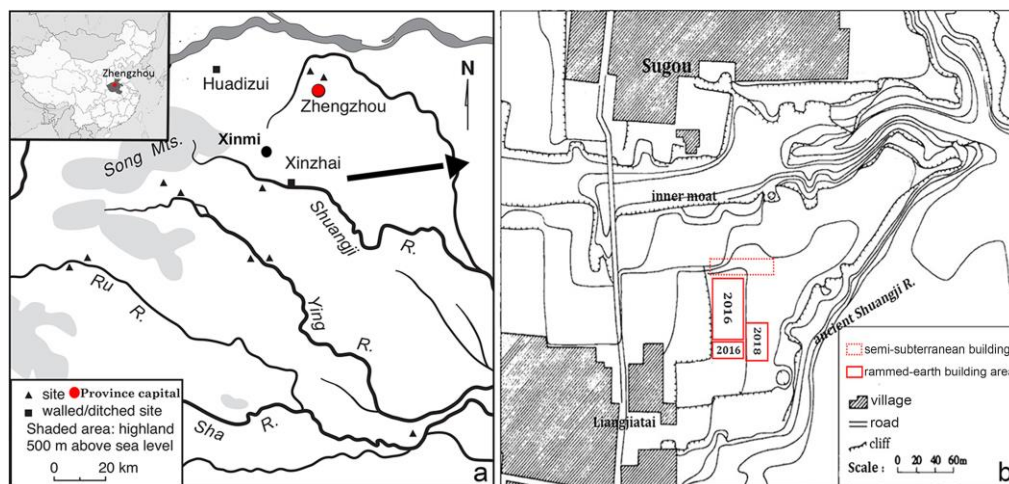 Zhengzhou
Huadizui
Zhengzhou
N
Xinmi
Song Mts.
Xinzhai
Shuangji
R.
Ru
R.
Ying
R.
Sha
R.
▲ site ● Province capital
■ walled/ditched site
Shaded area: highland
500 m above sea level
0 20 km
a
Sugou
inner moat
2016
2016
2018
ancient Shuangji R.
Liangjiatai
semi-subterranean building
rammed-earth building area
village
road
cliff
Scale : 0 20 40 60m
b